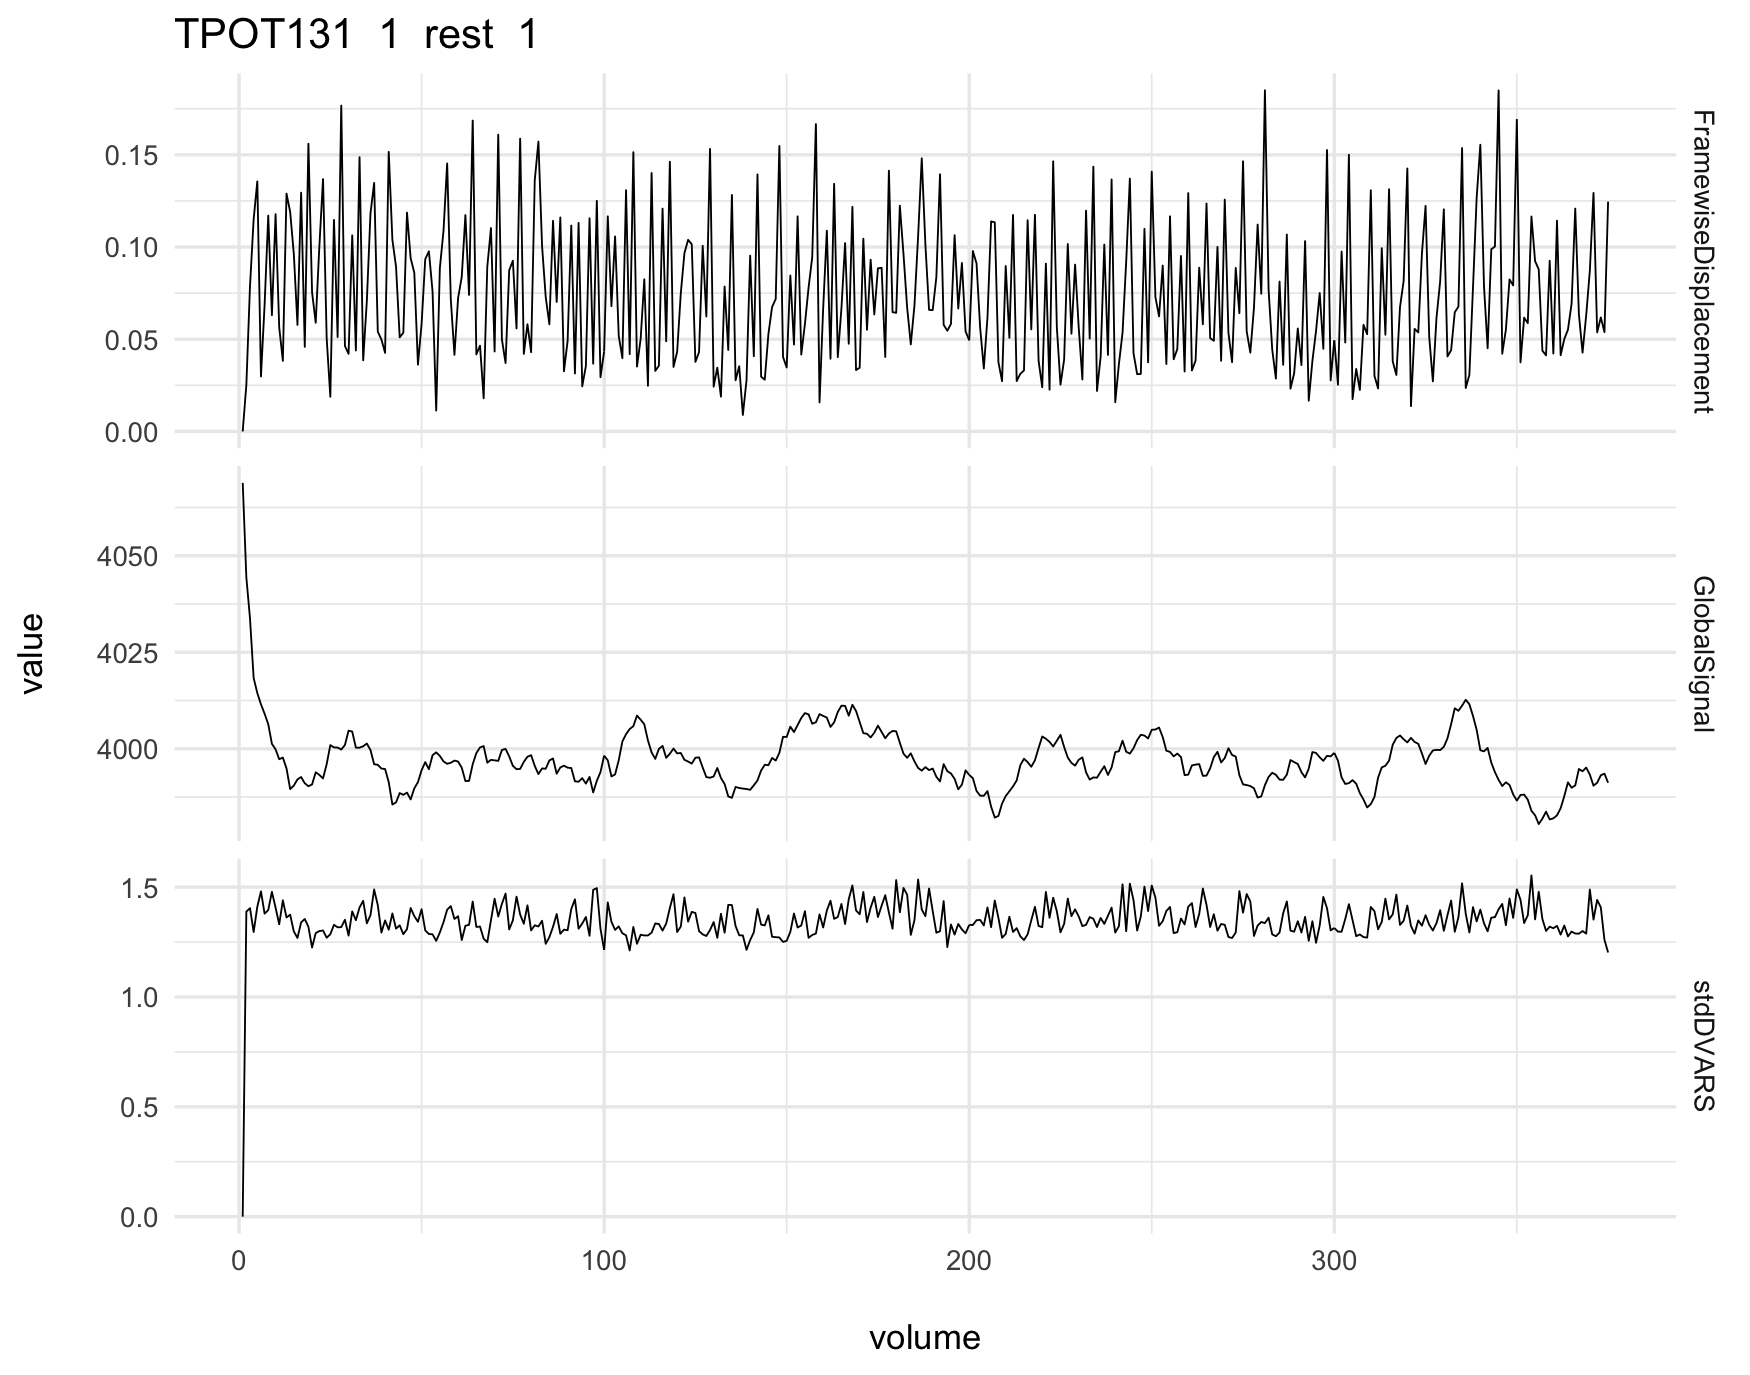 TPOT131 1 rest 1
0.15
0.10
0.05
0.00
FramewiseDisplacement
4050
4025
4000
GlobalSignal
value
1.5
1.0
0.5
0.0
stdDVARS
0 100 200 300
volume